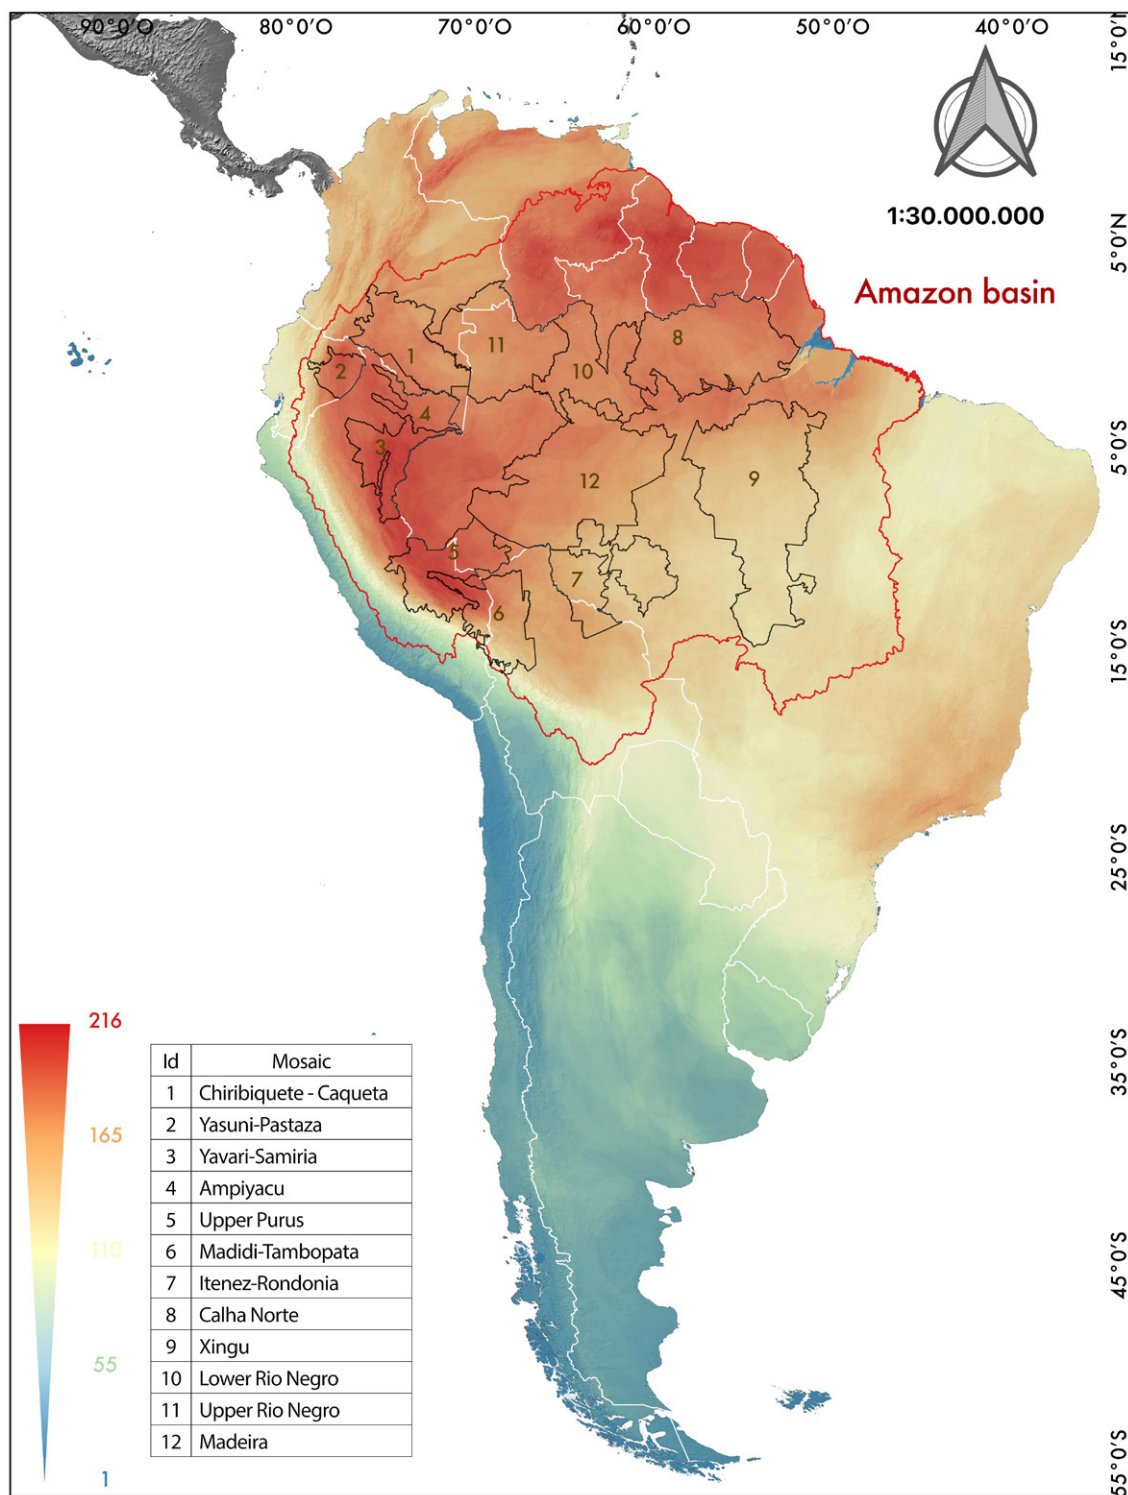 90°0'O 80°0'O 70°0'O 60°0'O 50°0'O 40°0'O
15°0'N
1:30.000.000
5°0'N
Amazon basin
11
8
1
2
10
4
5°S
3
12
9
5
7
6
15°0'S
25°0'S
216
35°0'S
Id Mosaic
1 Chiribiquete - Caqueta
165
2 Yasuni-Pastaza
3 Yavari-Samiria
4 Ampiyacu
5 Upper Purus
110
6 Madidi-Tambopata
45°0'S
7 Itenez-Rondonia
8 Calha Norte
55
9 Xingu
10 Lower Rio Negro
11 Upper Rio Negro
12 Madeira
55°0'S
1